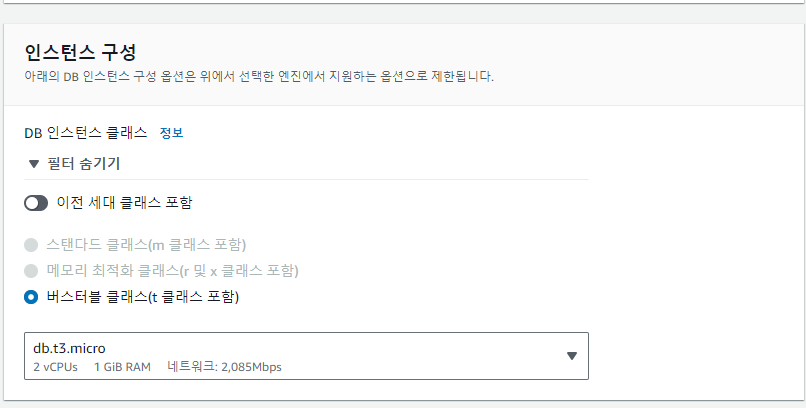 인스턴스 구성
아래의 DB 인스턴스 구성 옵션은 위에서 선택한 엔진에서 지원하는 옵션으로 제한됩니다.
DB 인스턴스 클래스 정보
▼ 필터 숨기기
이전 세대 클래스 포함
스탠다드 클래스(m 클래스 포함)
메모리 최적화 클래스(r 및 x 클래스 포함)
버스터블 클래스(t 클래스 포함)
db.t3.micro
2 vCPUs 1 GiB RAM 네트워크: 2,085Mbps